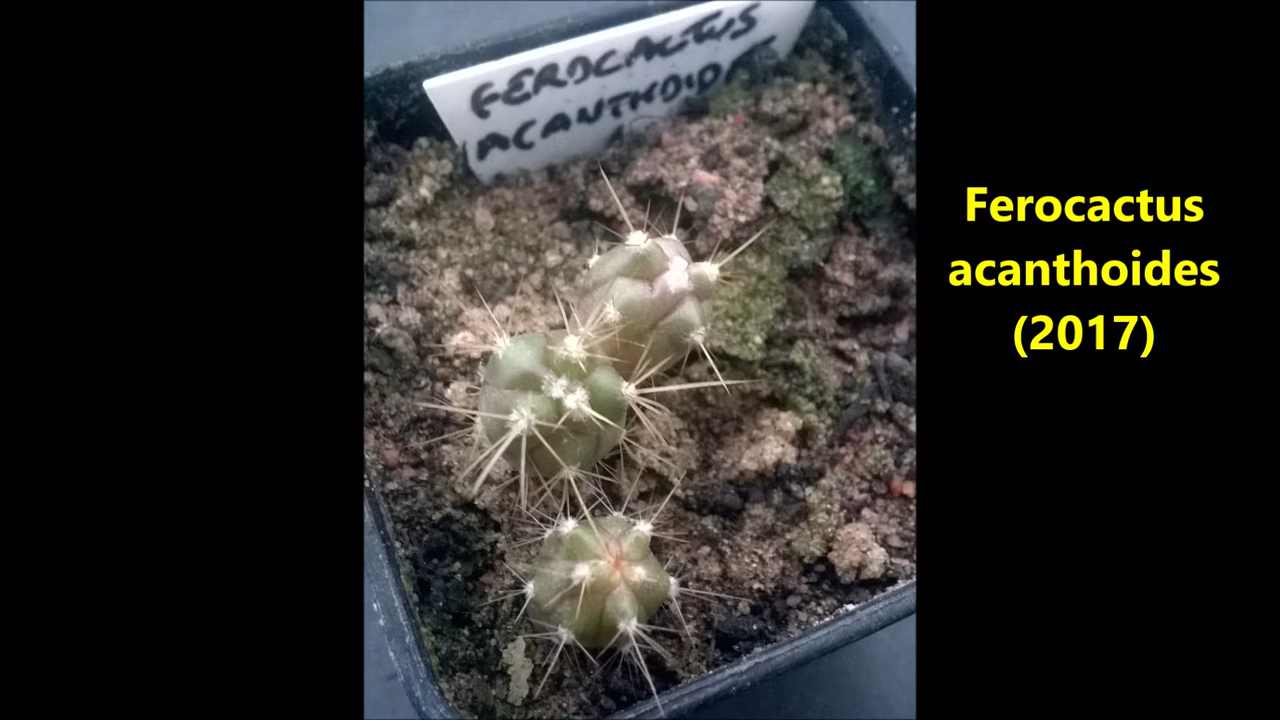 FEROCACTUS
ACANTHOIDES
Ferocactus
acanthoides
(2017)